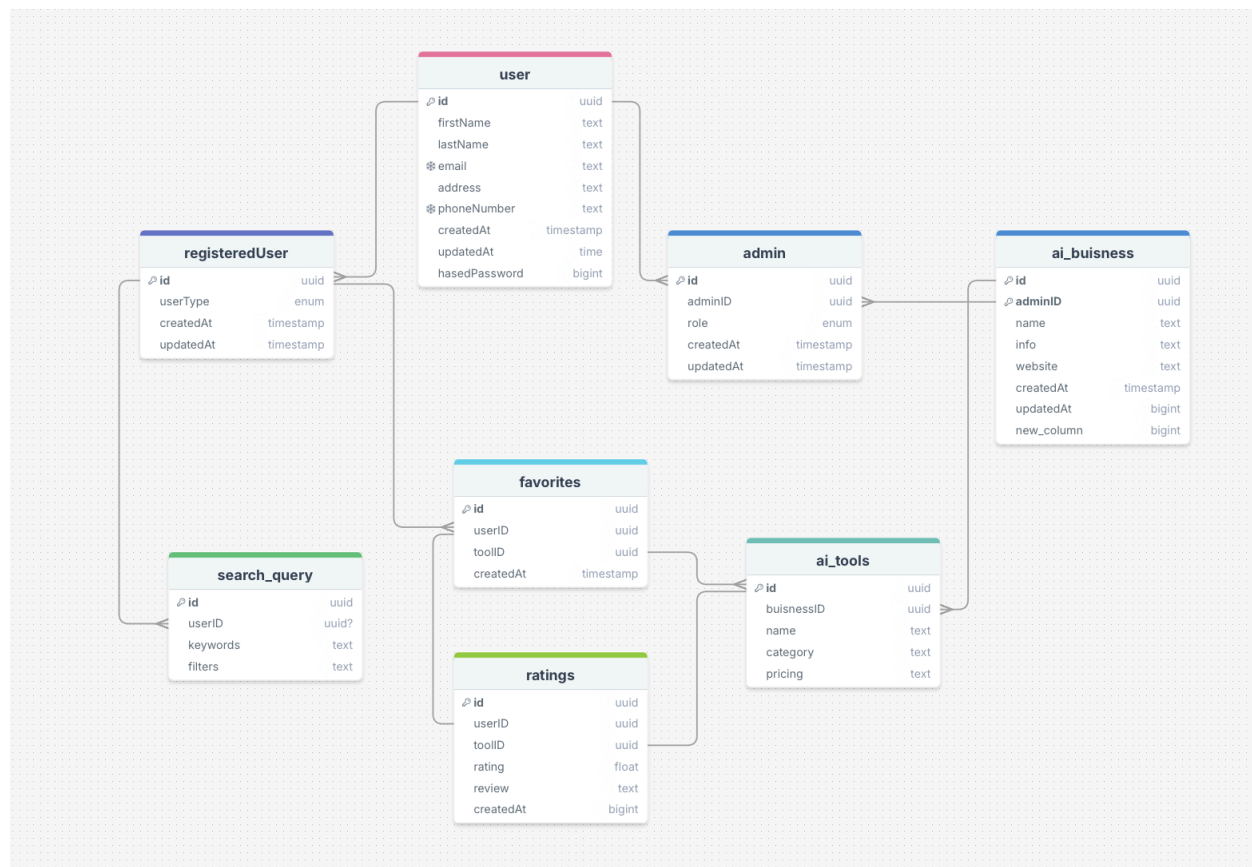 user
id uuid
firstName text
lastName text
email text
address text
phoneNumber text
createdAt timestamp
updatedAt time
hasedPassword bigint
registeredUser
id uuid
userType enum
createdAt timestamp
updatedAt timestamp
admin
id uuid
adminID uuid
role enum
createdAt timestamp
updatedAt timestamp
ai_buisness
id uuid
adminID uuid
name text
info text
website text
createdAt timestamp
updatedAt bigint
new_column bigint
favorites
id uuid
userID uuid
toolID uuid
createdAt timestamp
search_query
id uuid
userID uuid?
keywords text
filters text
ai_tools
id uuid
buisnessID uuid
name text
category text
pricing text
ratings
id uuid
userID uuid
toolID uuid
rating float
review text
createdAt bigint